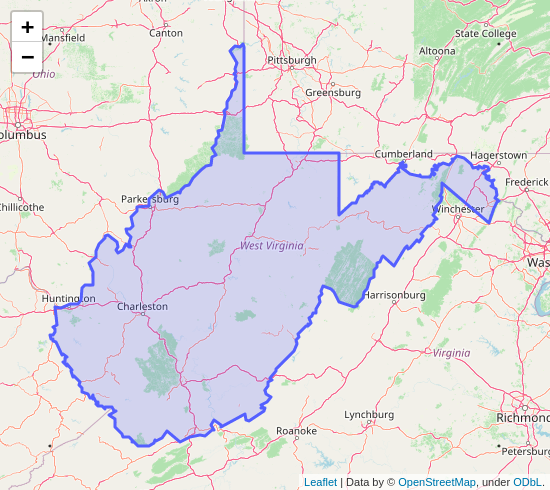 +
−
Canton
Mansfield
State College
Altoona
Pittsburgh
Ohio
Greensburg
olumbus
Cumberland
Hagerstown
Frederick
Parkersburg
Chillicothe
Winchester
West Virginia
Was
Huntington
Charleston
Harrisonburg
Virginia
Lynchburg
Richmond
Roanoke
Petersburg
Leaflet | Data by © OpenStreetMap, under ODbL.